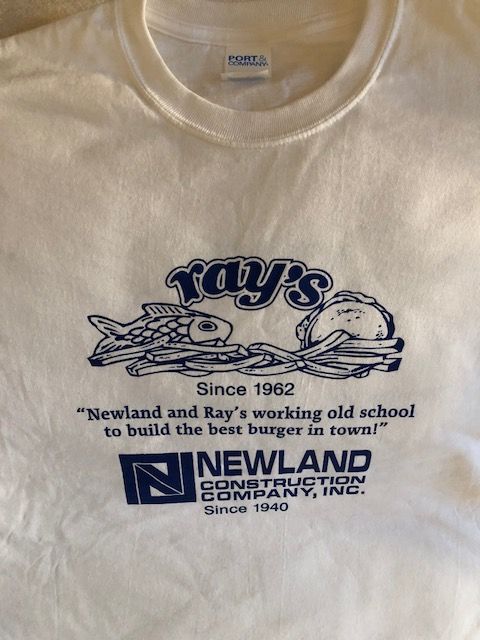 PORT &
COMPANY
ray's
Since 1962
“Newland and Ray’s working old school
to build the best burger in town!”
N NEWLAND
CONSTRUCTION
COMPANY, INC.
Since 1940